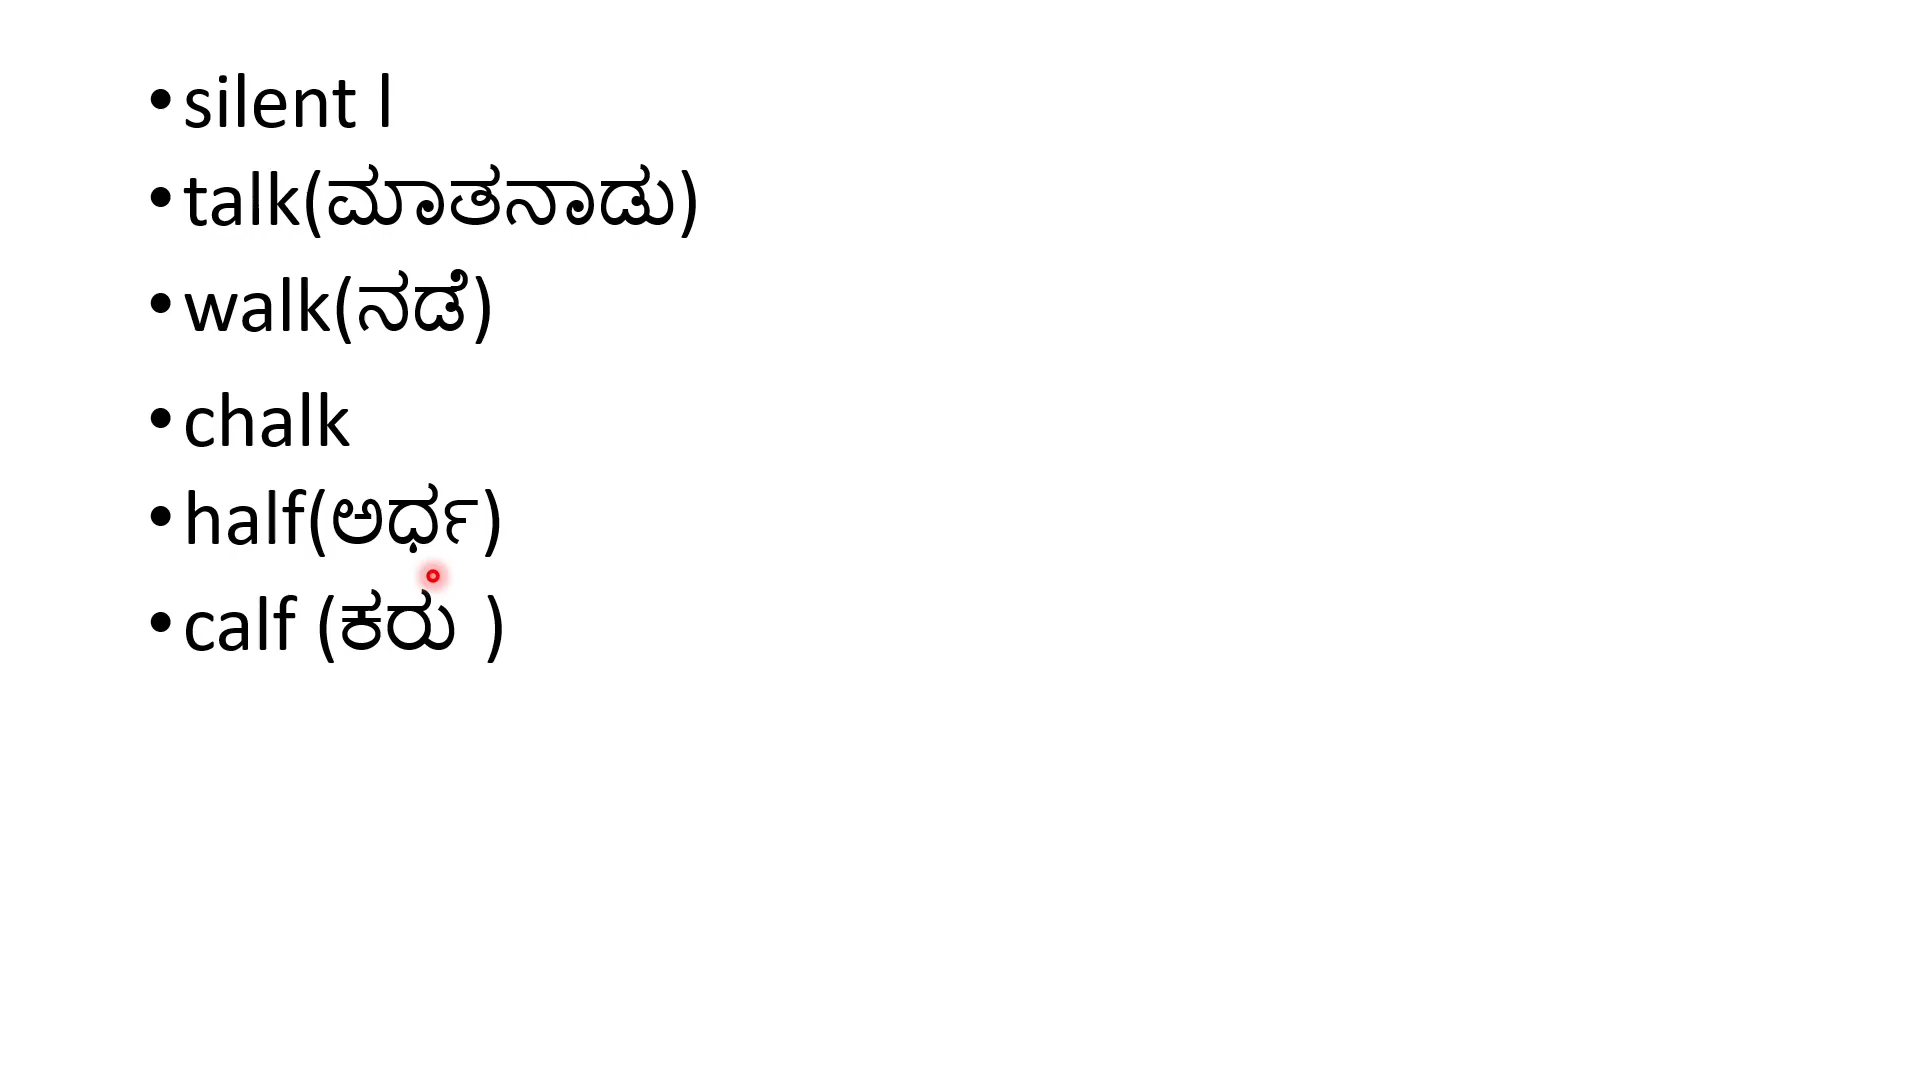 •silent l
•talk(ಮಾತನಾಡು)
•walk(ನಡೆ)
•chalk
•half(ಅರ್ಧ)
•calf (ಕರು )